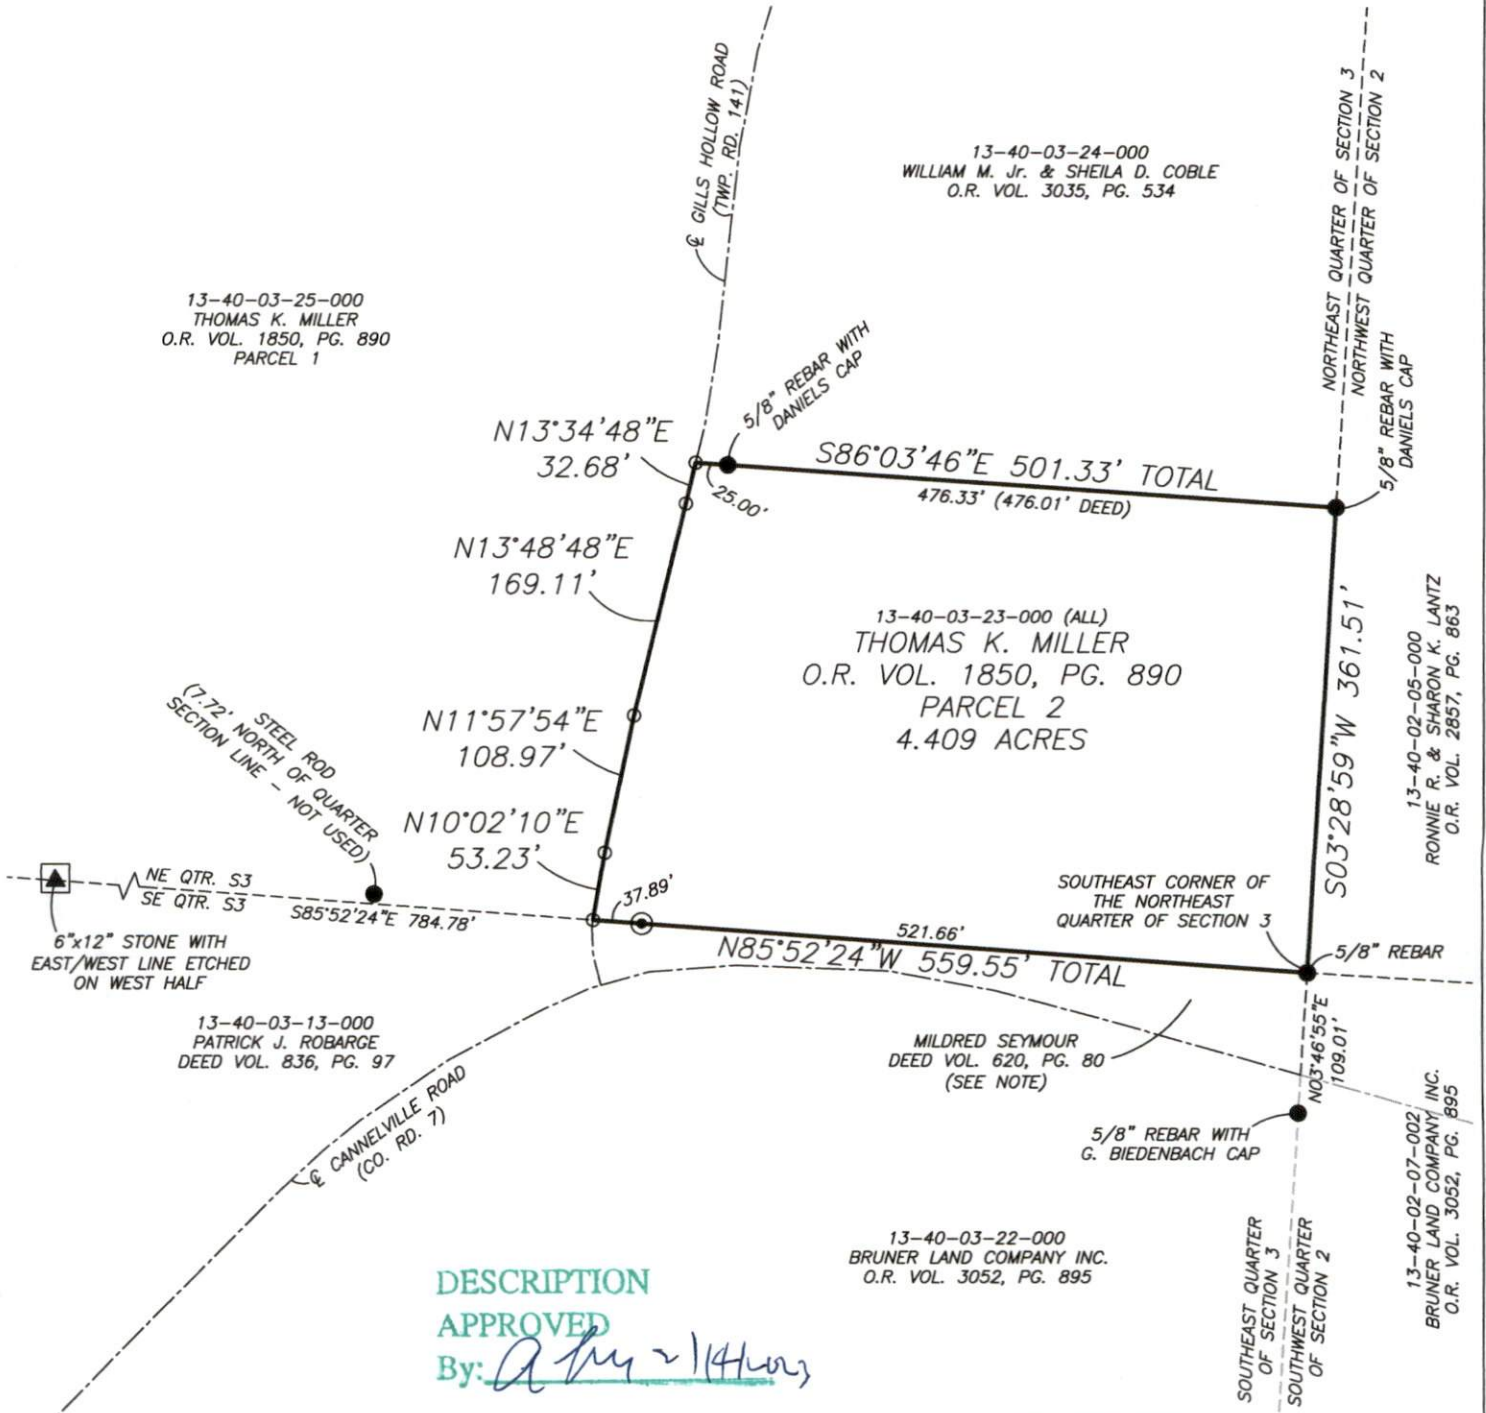 ℄ GILLS HOLLOW ROAD
(TWP. RD. 141)
13-40-03-24-000
WILLIAM M. Jr. & SHEILA D. COBLE
O.R. VOL. 3035, PG. 534
NORTHEAST QUARTER OF SECTION 3
NORTHWEST QUARTER OF SECTION 2
13-40-03-25-000
THOMAS K. MILLER
O.R. VOL. 1850, PG. 890
PARCEL 1
5/8" REBAR WITH
DANIELS CAP
5/8" REBAR WITH
DANIELS CAP
N13°34'48"E
32.68'
S86°03'46"E 501.33' TOTAL
25.00'
476.33' (476.01' DEED)
N13°48'48"E
169.11'
13-40-03-23-000 (ALL)
THOMAS K. MILLER
O.R. VOL. 1850, PG. 890
PARCEL 2
4.409 ACRES
S03°28'59"W 361.51'
13-40-02-05-000
RONNIE R. & SHARON K. LANTZ
O.R. VOL. 2857, PG. 863
N11°57'54"E
108.97'
STEEL ROD
(7.72' NORTH OF QUARTER
SECTION LINE - NOT USED)
N10°02'10"E
53.23'
NE QTR. S3
SE QTR. S3
S85°52'24"E 784.78'
37.89'
521.66'
N85°52'24"W 559.55' TOTAL
SOUTHEAST CORNER OF
THE NORTHEAST
QUARTER OF SECTION 3
5/8" REBAR
6"x12" STONE WITH
EAST/WEST LINE ETCHED
ON WEST HALF
13-40-03-13-000
PATRICK J. ROBARGE
DEED VOL. 836, PG. 97
MILDRED SEYMOUR
DEED VOL. 620, PG. 80
(SEE NOTE)
N03°46'55"E
109.01'
℄ CANNELVILLE ROAD
(CO. RD. 7)
5/8" REBAR WITH
G. BIEDENBACH CAP
13-40-02-07-002
BRUNER LAND COMPANY INC.
O.R. VOL. 3052, PG. 895
13-40-03-22-000
BRUNER LAND COMPANY INC.
O.R. VOL. 3052, PG. 895
SOUTHEAST QUARTER
OF SECTION 3
SOUTHWEST QUARTER
OF SECTION 2
DESCRIPTION
APPROVED
By: